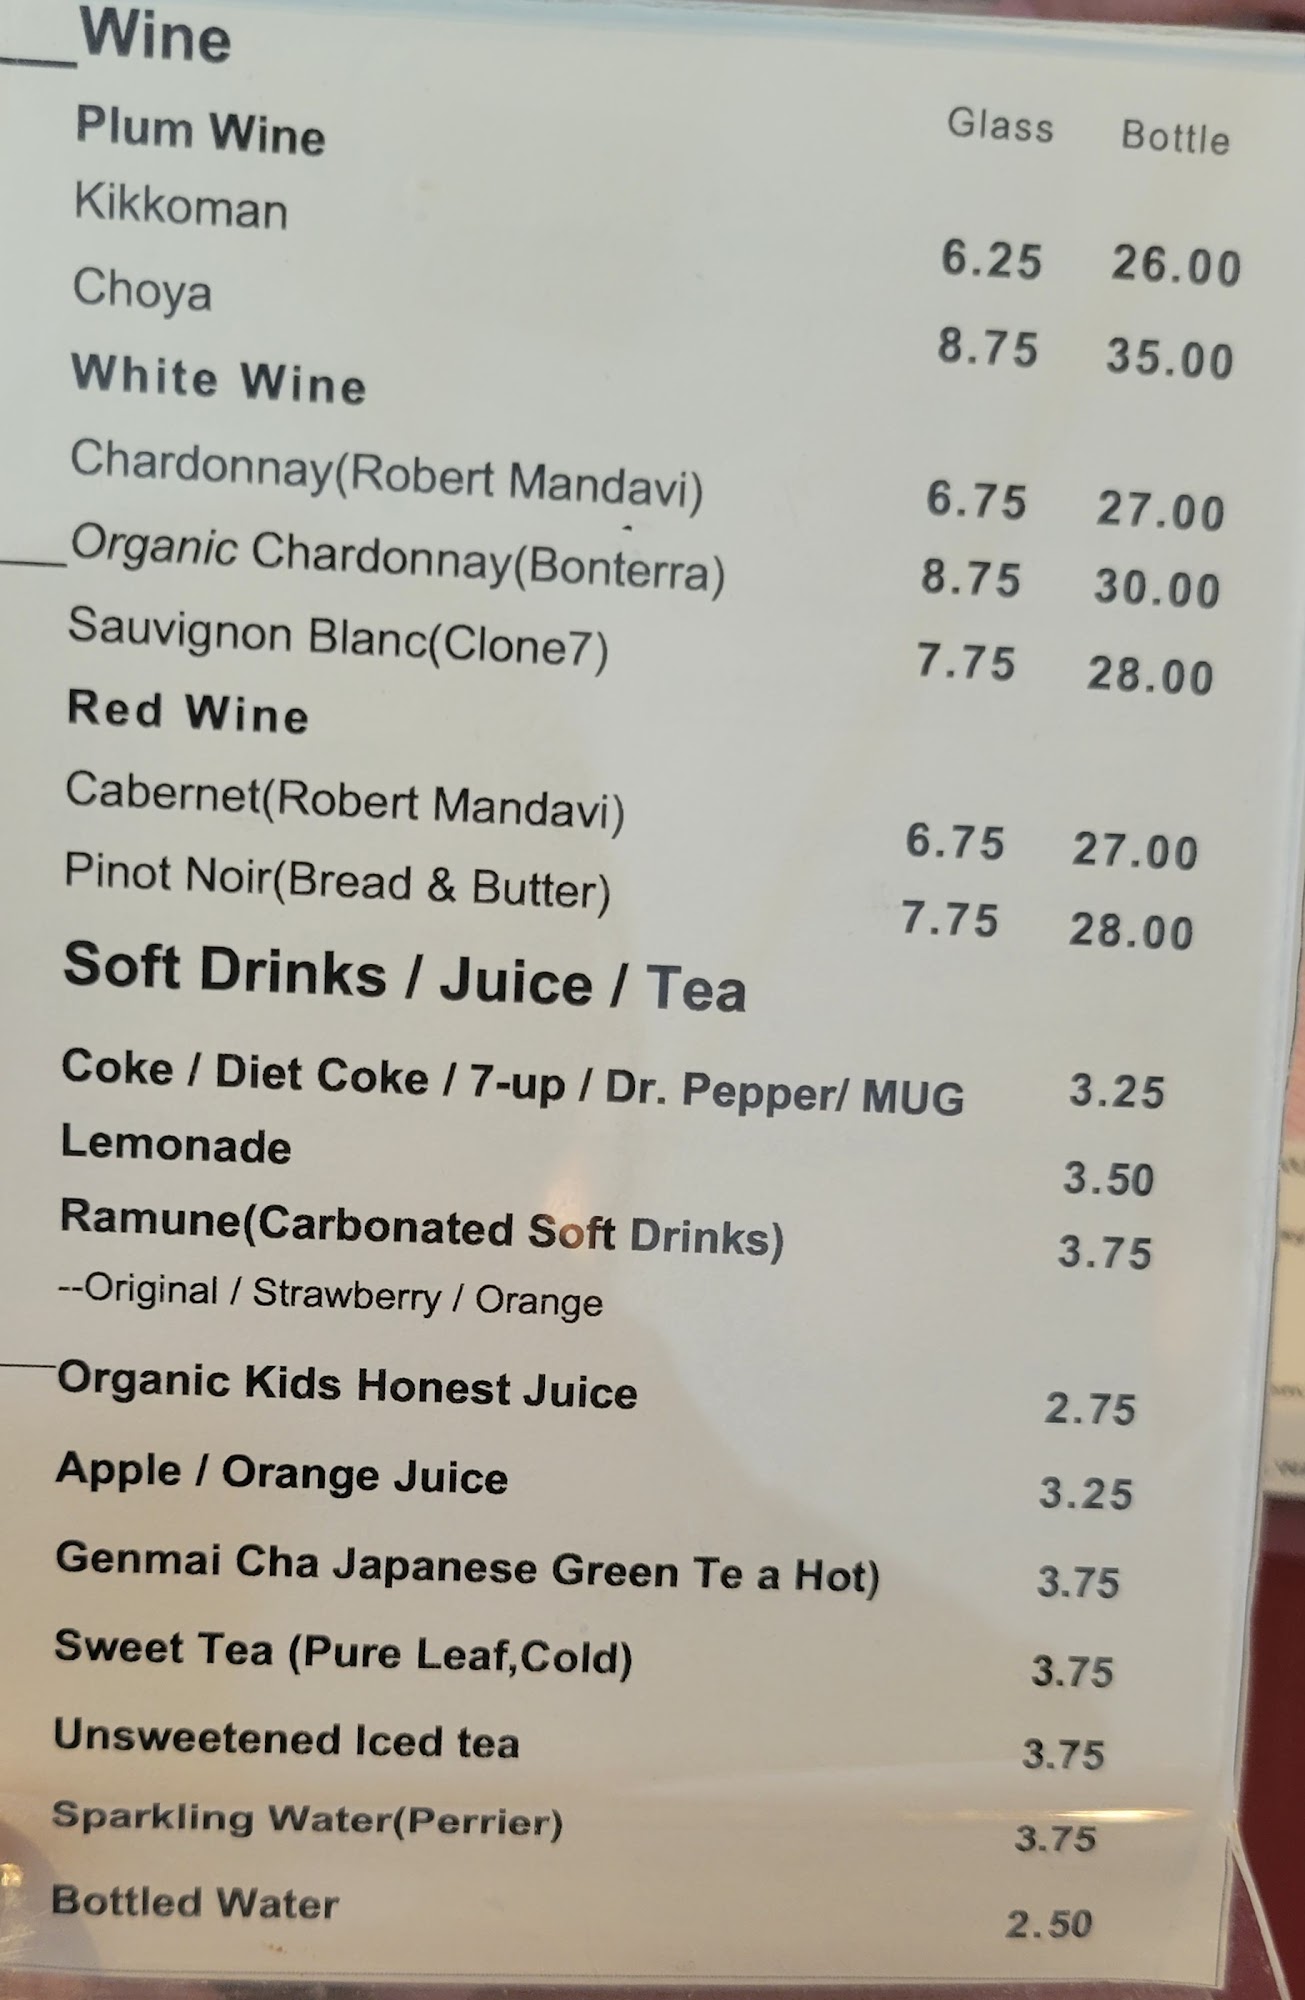 Wine
Plum Wine Glass Bottle
Kikkoman 6.25 26.00
Choya 8.75 35.00
White Wine
Chardonnay(Robert Mandavi) 6.75 27.00
Organic Chardonnay(Bonterra) 8.75 30.00
Sauvignon Blanc(Clone7) 7.75 28.00
Red Wine
Cabernet(Robert Mandavi) 6.75 27.00
Pinot Noir(Bread & Butter) 7.75 28.00
Soft Drinks / Juice / Tea
Coke / Diet Coke / 7-up / Dr. Pepper/ MUG 3.25
Lemonade 3.50
Ramune(Carbonated Soft Drinks) 3.75
--Original / Strawberry / Orange
Organic Kids Honest Juice 2.75
Apple / Orange Juice 3.25
Genmai Cha Japanese Green Te a Hot) 3.75
Sweet Tea (Pure Leaf,Cold) 3.75
Unsweetened Iced tea 3.75
Sparkling Water(Perrier) 3.75
Bottled Water 2.50